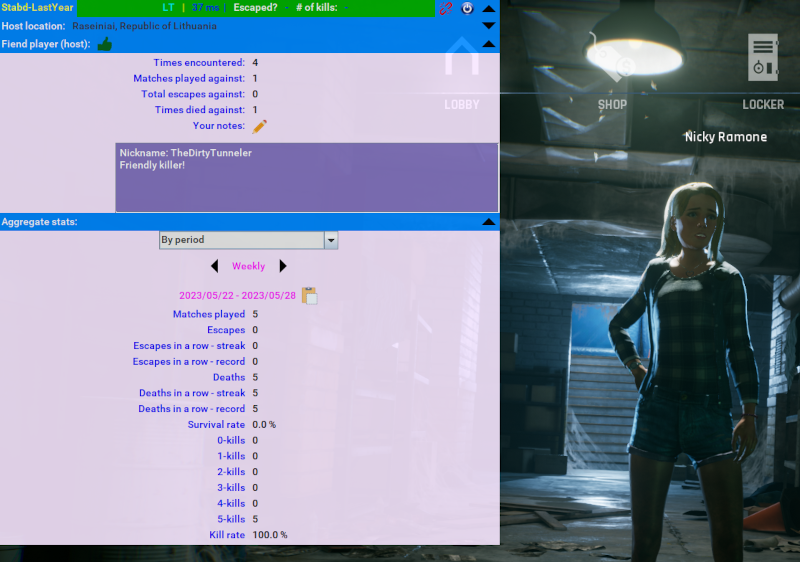 Stabd-LastYear LT | 37 ms | Escaped? - # of kills: -
Host location: Raseiniai, Republic of Lithuania
Fiend player (host):
Times encountered: 4
Matches played against: 1
Total escapes against: 0
Times died against: 1
Your notes:
Nickname: TheDirtyTunneler
Friendly killer!
LOBBY
SHOP
LOCKER
Nicky Ramone
Aggregate stats:
By period
Weekly
2023/05/22 - 2023/05/28
Matches played 5
Escapes 0
Escapes in a row - streak 0
Escapes in a row - record 0
Deaths 5
Deaths in a row - streak 5
Deaths in a row - record 5
Survival rate 0.0 %
0-kills 0
1-kills 0
2-kills 0
3-kills 0
4-kills 0
5-kills 5
Kill rate 100.0 %